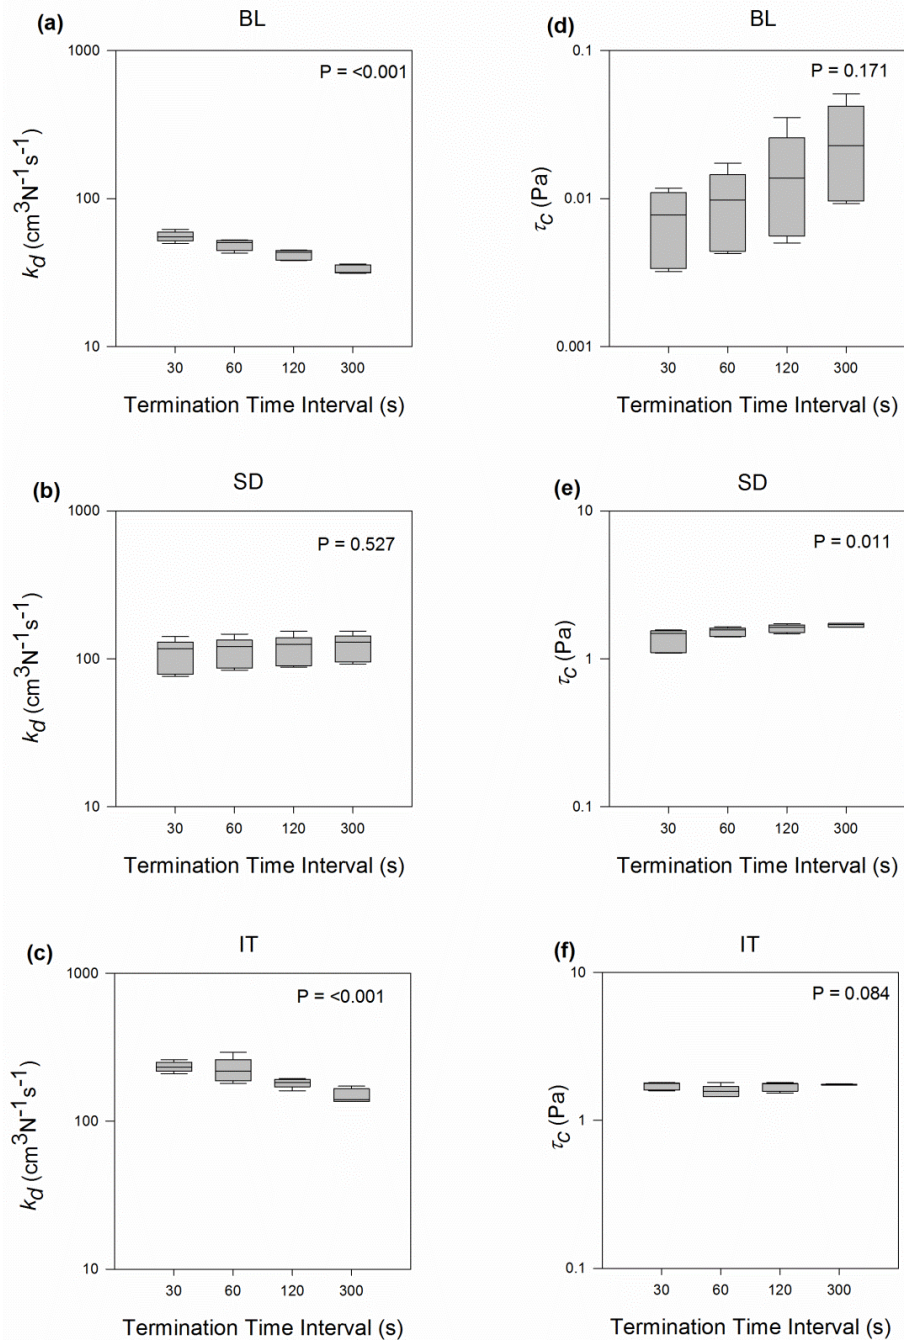 (a)
BL
1000
100
10
k_d (cm³N⁻¹s⁻¹)
P = <0.001
30 60 120 300
Termination Time Interval (s)
(d)
BL
0.1
0.01
0.001
τ_c (Pa)
P = 0.171
30 60 120 300
Termination Time Interval (s)
(b)
SD
1000
100
10
k_d (cm³N⁻¹s⁻¹)
P = 0.527
30 60 120 300
Termination Time Interval (s)
(e)
SD
10
1
0.1
τ_c (Pa)
P = 0.011
30 60 120 300
Termination Time Interval (s)
(c)
IT
1000
100
10
k_d (cm³N⁻¹s⁻¹)
P = <0.001
30 60 120 300
Termination Time Interval (s)
(f)
IT
10
1
0.1
τ_c (Pa)
P = 0.084
30 60 120 300
Termination Time Interval (s)